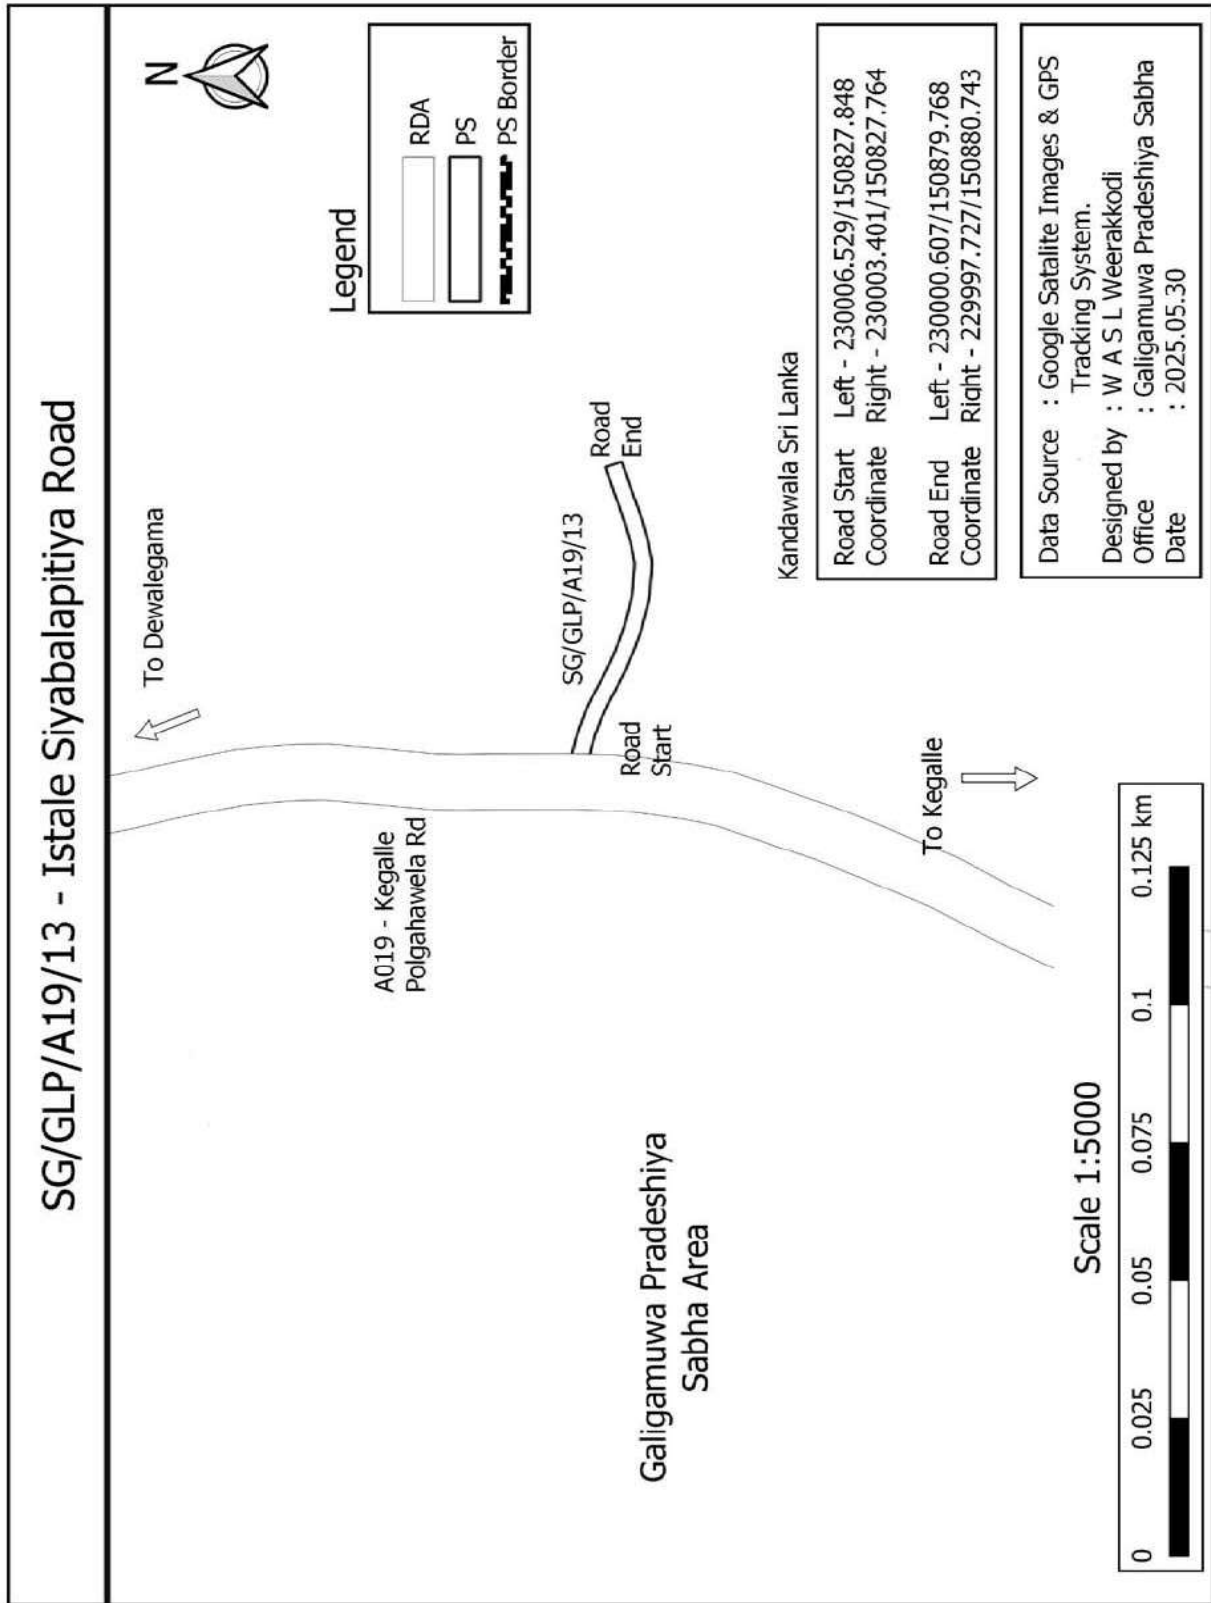 SG/GLP/A19/13 - Istale Siyabalapitiya Road
N
To Dewalegama
Legend
RDA
PS
PS Border
A019 - Kegalle
Polgahawela Rd
SG/GLP/A19/13
Road
Start
Road
End
Galigamuwa Pradeshiya
Sabha Area
To Kegalle
Kandawala Sri Lanka
Road Start Left - 230006.529/150827.848
Coordinate Right - 230003.401/150827.764
Road End Left - 230000.607/150879.768
Coordinate Right - 229997.727/150880.743
Data Source : Google Satalite Images & GPS
Tracking System.
Designed by : W A S L Weerakkodi
Office : Galigamuwa Pradeshiya Sabha
Date : 2025.05.30
Scale 1:5000
0 0.025 0.05 0.075 0.1 0.125 km